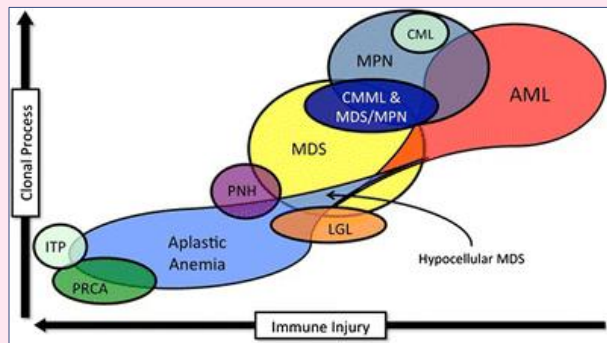 CML
MPN
AML
CMML &
MDS/MPN
MDS
PNH
LGL
ITP
Aplastic
Anemia
PRCA
Hypocellular MDS
Clonal Process
Immune Injury